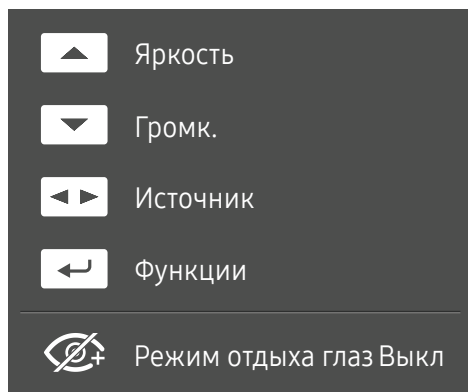 Яркость
Громк.
Источник
Функции
Режим отдыха глаз Выкл